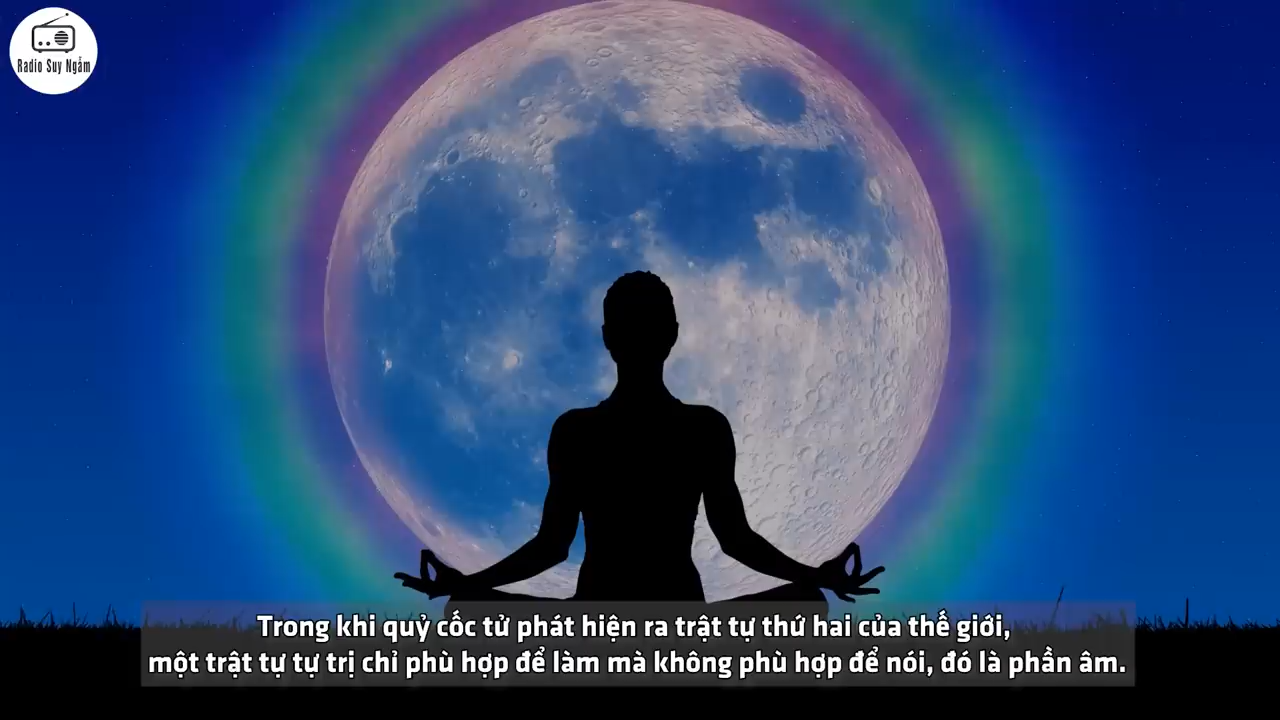 Radio Suy Ngẫm
Trong khi quỷ cốc tử phát hiện ra trật tự thứ hai của thế giới,
một trật tự tự trị chỉ phù hợp để làm mà không phù hợp để nói, đó là phần âm.